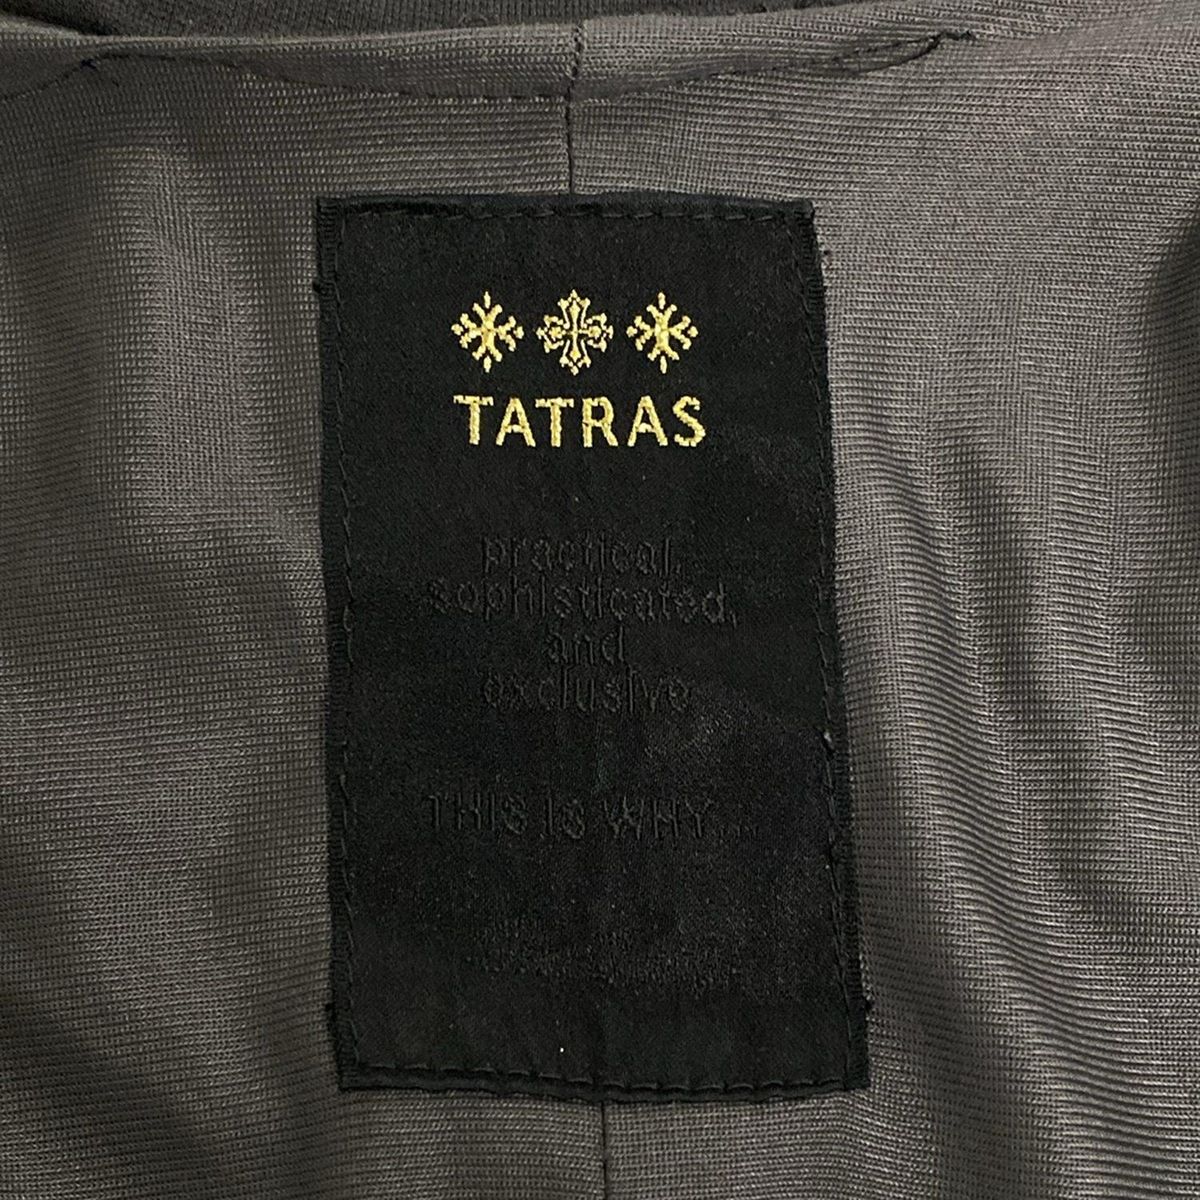 TATRAS
practical,
sophisticated,
and
exclusive
THIS IS WHY...